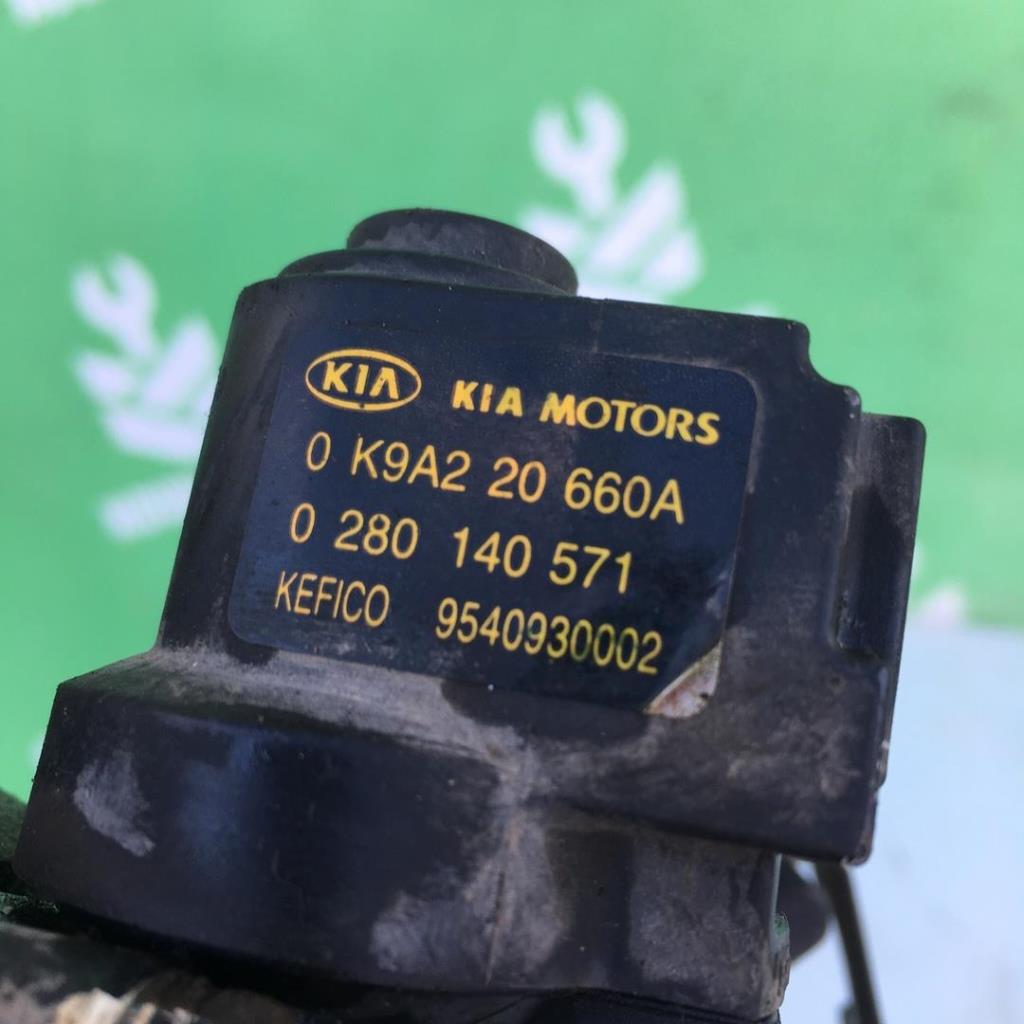 KIA KIA MOTORS
0 K9A2 20 660A
0 280 140 571
KEFICO 9540930002